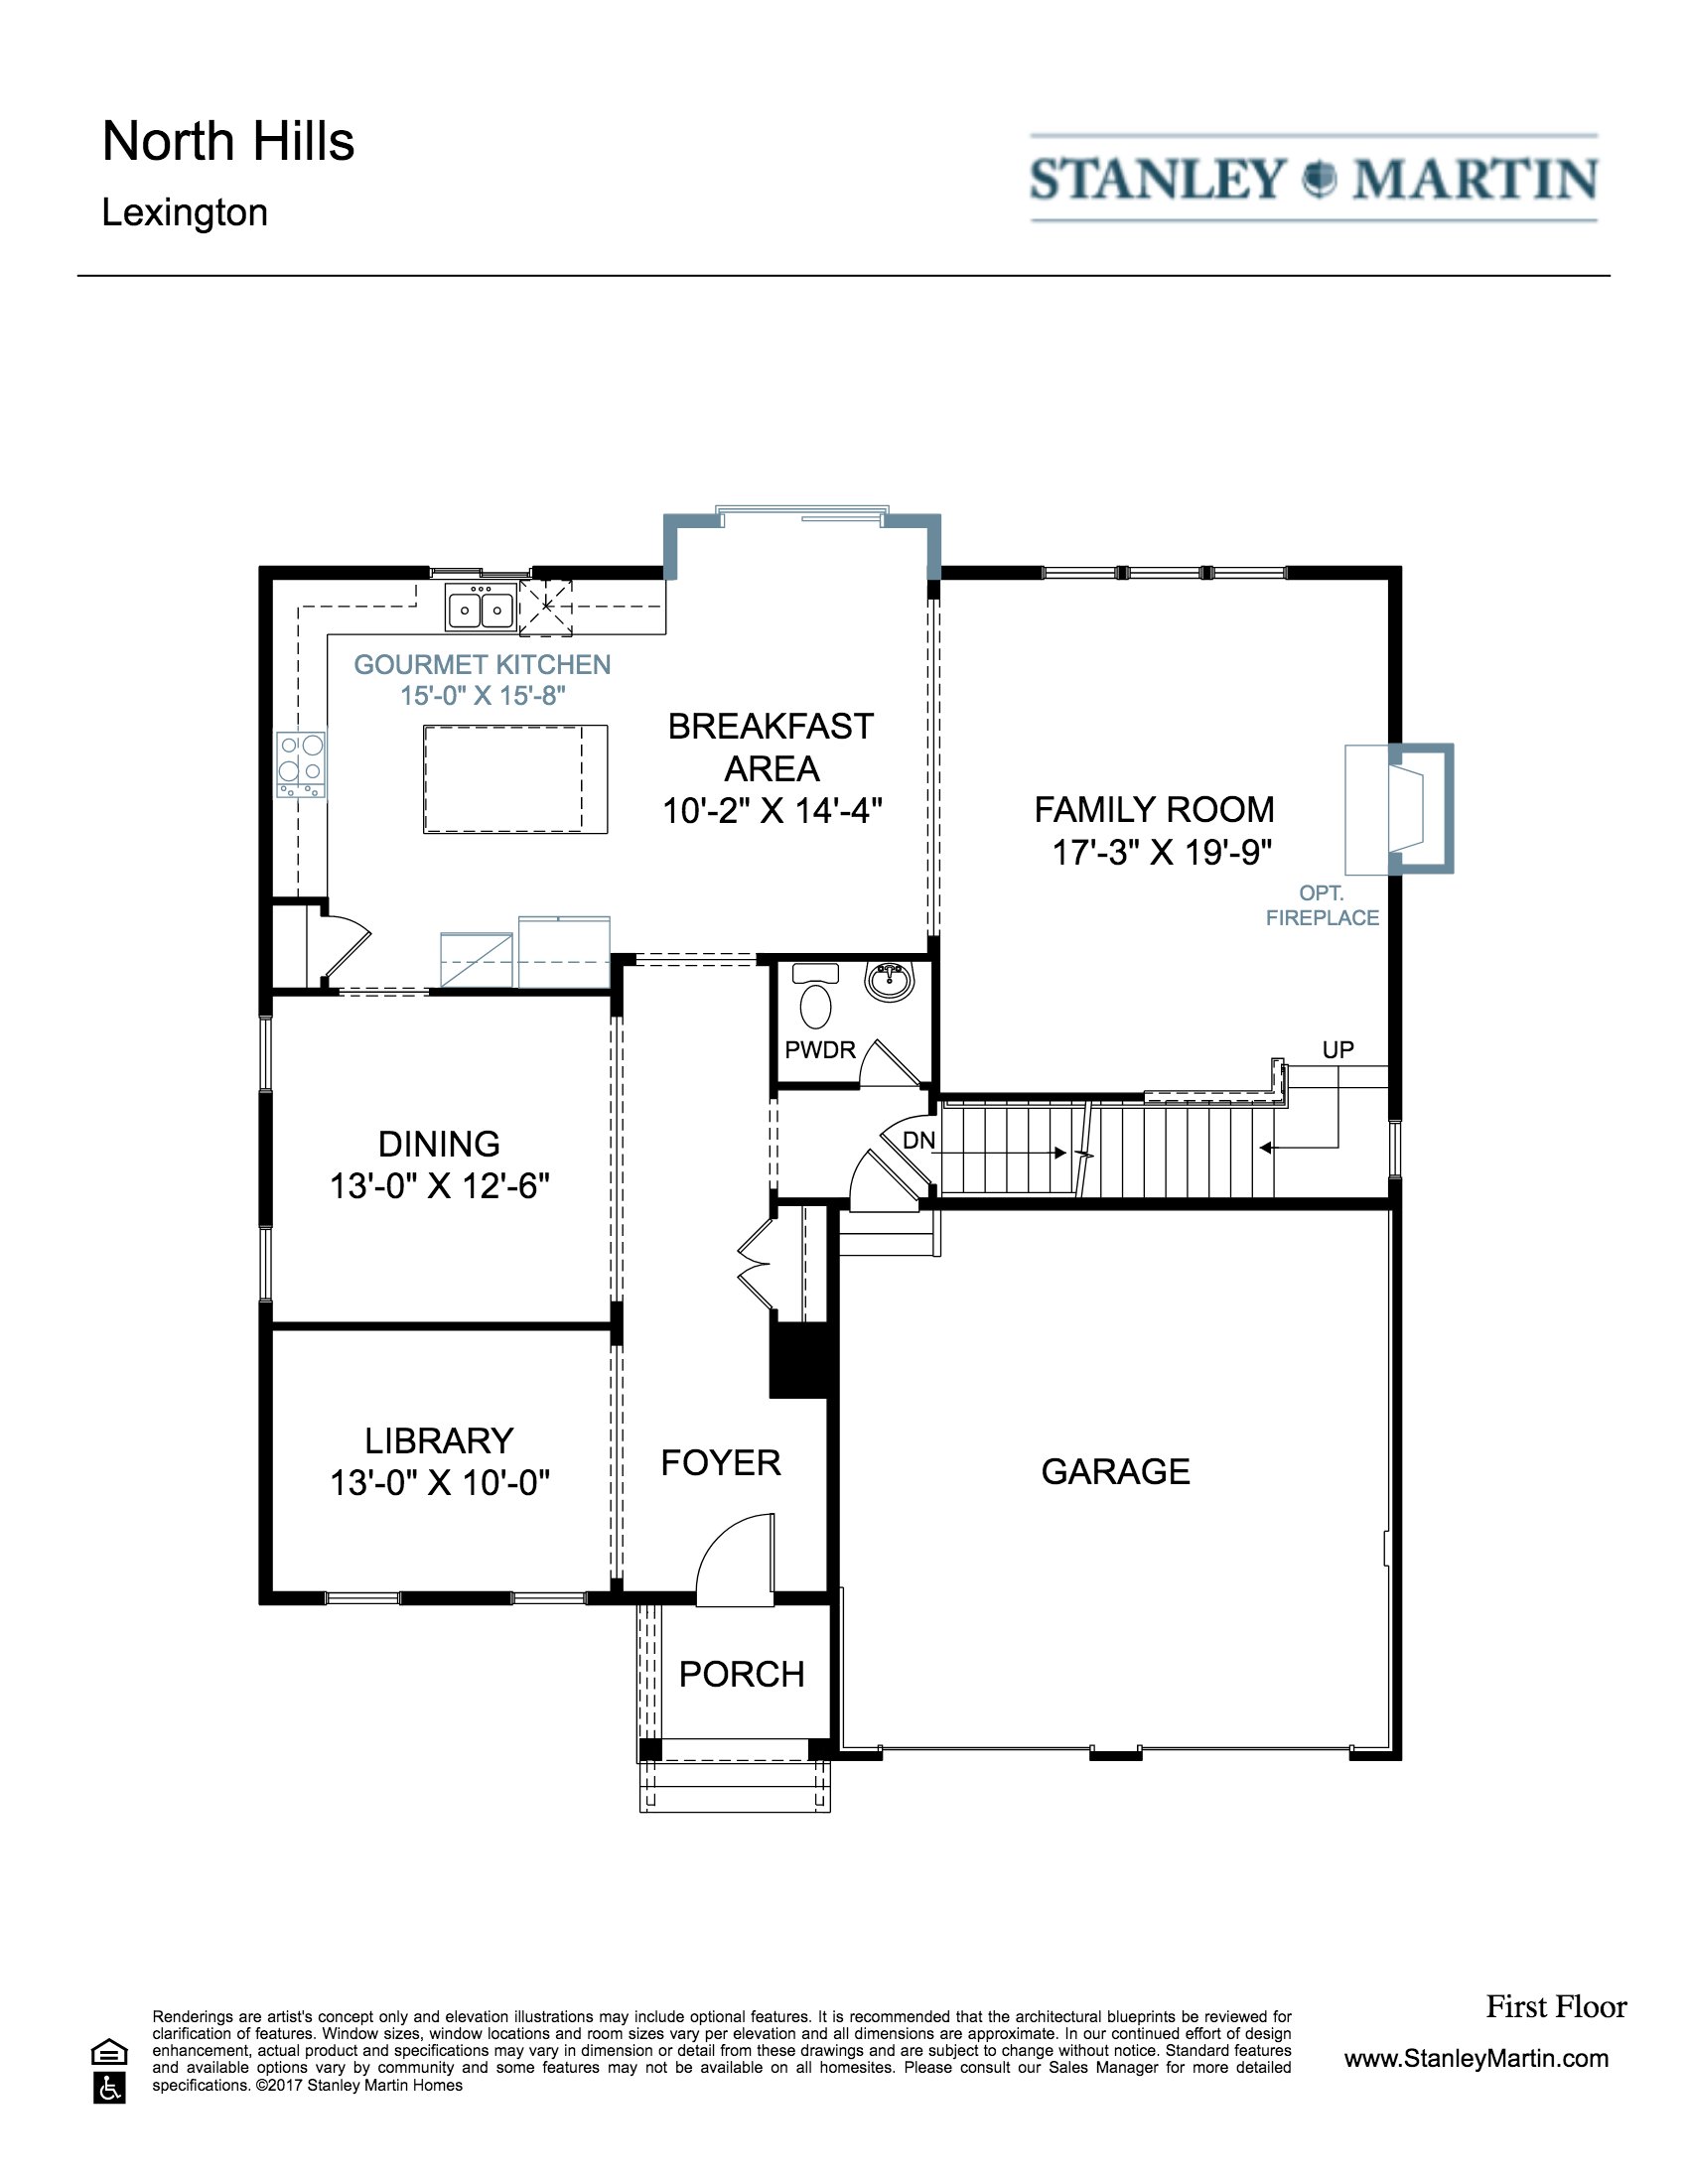 North Hills
Lexington
STANLEY MARTIN
GOURMET KITCHEN
15'-0" X 15'-8"
BREAKFAST
AREA
10'-2" X 14'-4"
FAMILY ROOM
17'-3" X 19'-9"
OPT.
FIREPLACE
PWDR
UP
DN
DINING
13'-0" X 12'-6"
LIBRARY
13'-0" X 10'-0"
FOYER
GARAGE
PORCH
First Floor
www.StanleyMartin.com
Renderings are artist's concept only and elevation illustrations may include optional features. It is recommended that the architectural blueprints be reviewed for
clarification of features. Window sizes, window locations and room sizes vary per elevation and all dimensions are approximate. In our continued effort of design
enhancement, actual product and specifications may vary in dimension or detail from these drawings and are subject to change without notice. Standard features
and available options vary by community and some features may not be available on all homesites. Please consult our Sales Manager for more detailed
specifications. ©2017 Stanley Martin Homes